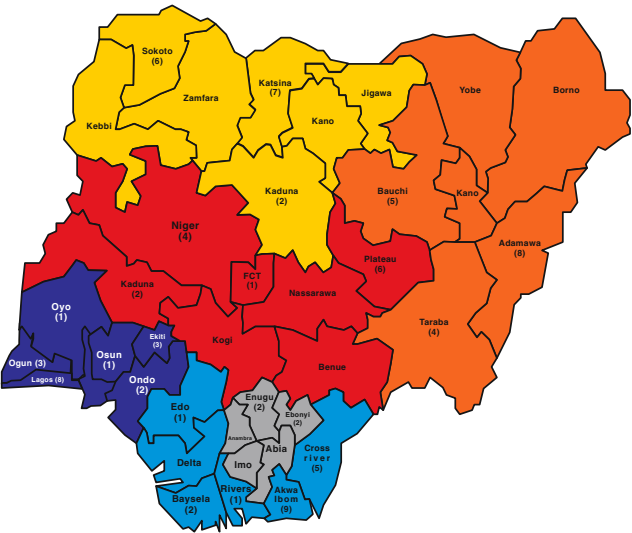 Sokoto
(6)
Zamfara
Kebbi
Katsina
(7)
Kano
Jigawa
Yobe
Borno
Kaduna
(2)
Bauchi
(5)
Kano
Adamawa
(8)
Niger
(4)
Plateau
(6)
FCT
(1)
Nassarawa
Kaduna
(2)
Taraba
(4)
Oyo
(1)
Kogi
Benue
Ekiti
(3)
Osun
(1)
Ogun (3)
Lagos (8)
Ondo
(2)
Edo
(1)
Enugu
(2)
Ebonyi
(2)
Anambra
Abia
Imo
Cross
river
(5)
Delta
Baysela
(2)
Rivers
(1)
Akwa
Ibom
(9)